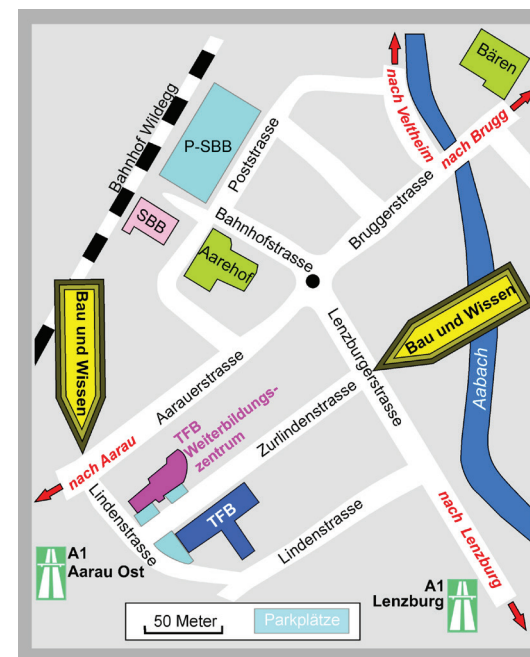 Bären
nach Veltheim
nach Brugg
Bahnhof Wildegg
P-SBB
Poststrasse
Bruggerstrasse
SBB
Bahnhofstrasse
Aarehof
Bau und Wissen
Bau und Wissen
Lenzburgerstrasse
Aabach
Aarauerstrasse
TFB
Weiterbildungs-
zentrum
Zurlindenstrasse
nach Aarau
Lindenstrasse
TFB
Lindenstrasse
nach Lenzburg
A1
Aarau Ost
A1
Lenzburg
50 Meter
Parkplätze